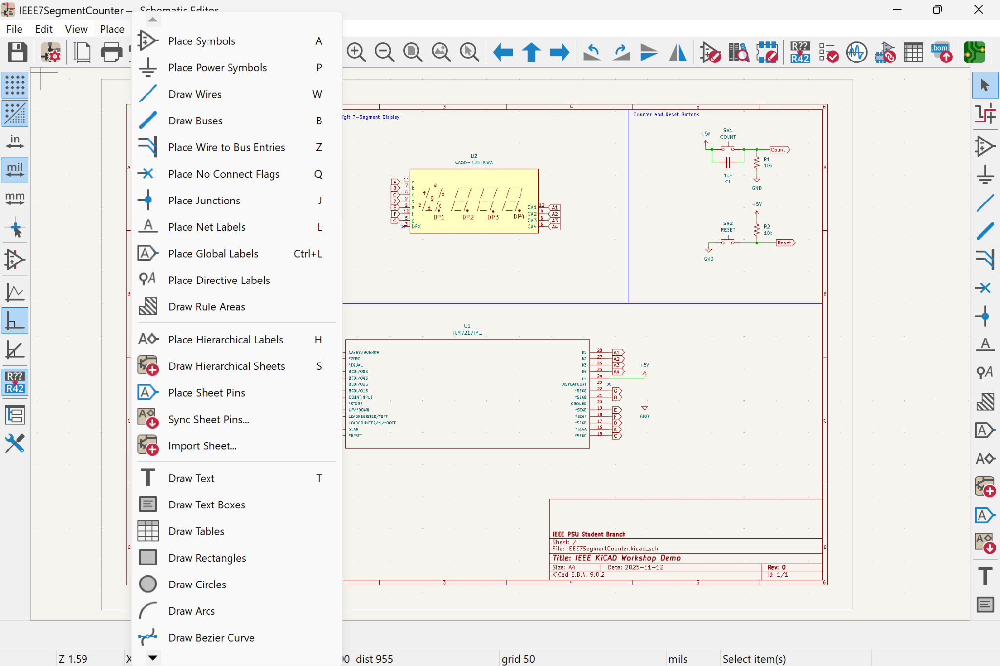 IEEE7SegmentCounter — Schematic Editor
File Edit View Place
Place Symbols A
Place Power Symbols P
Draw Wires W
Draw Buses B
Place Wire to Bus Entries Z
Place No Connect Flags Q
Place Junctions J
Place Net Labels L
Place Global Labels Ctrl+L
Place Directive Labels
Draw Rule Areas
Place Hierarchical Labels H
Draw Hierarchical Sheets S
Place Sheet Pins
Sync Sheet Pins...
Import Sheet...
Draw Text T
Draw Text Boxes
Draw Tables
Draw Rectangles
Draw Circles
Draw Arcs
Draw Bezier Curve
R??
R42
.bom
in
mil
mm
R??
R42
3 4 5 6
igit 7-Segment Display
Counter and Reset Buttons
U2
CA56-12SEKWA
A 11 a
B 7 b
C 4 c
D 2 d
E 1 e
F 10 f
G 5 g
3 DPX
a
f b
g
e c
d
DP1 DP2 DP3 DP4
CA1 12 A1
CA2 9 A2
CA3 8 A3
CA4 6 A4
+5V
SW1
COUNT
Count
R1
10k
1uF
C1
GND
+5V
SW2
RESET
R2
10k
Reset
GND
A
B
C
D
A
B
C
D
U1
ICM7217IPI_
CARRY/BORROW
*ZERO
*EQUAL
BCDI/O8S
BCDI/O4S
BCDI/O2S
BCDI/O1S
COUNTINPUT
*STORE
UP/*DOWN
LOADREGISTER/*OFF
LOADCOUNTER/*I/*OOFF
SCAN
*RESET
D1 28 A1
D2 27 A2
D3 26 A3
D4 25 A4
V+ 24
+5V
DISPLAYCONT 23
*SEGG 22 G
*SEGB 21 B
GROUND 20
GND
*SEGE 19 E
*SEGF 18 F
*SEGD 17 D
*SEGA 16 A
*SEGC 15 C
IEEE PSU Student Branch
Sheet: /
File: IEEE7SegmentCounter.kicad_sch
Title: IEEE KiCAD Workshop Demo
Size: A4 Date: 2025-11-12 Rev: 0
KiCad E.D.A. 9.0.2 Id: 1/1
3 4 5 6
Z 1.59 X dist 955 grid 50 mils Select item(s)